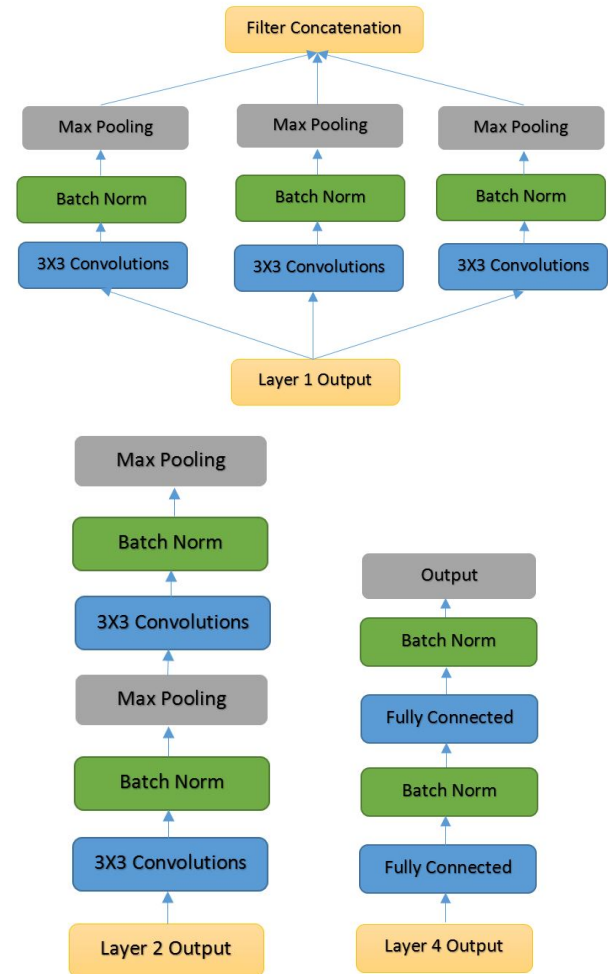 Filter Concatenation
Max Pooling
Max Pooling
Max Pooling
Batch Norm
Batch Norm
Batch Norm
3X3 Convolutions
3X3 Convolutions
3X3 Convolutions
Layer 1 Output
Max Pooling
Batch Norm
3X3 Convolutions
Max Pooling
Batch Norm
3X3 Convolutions
Layer 2 Output
Output
Batch Norm
Fully Connected
Batch Norm
Fully Connected
Layer 4 Output